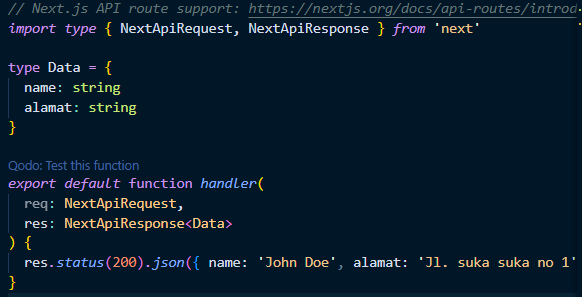 // Next.js API route support: https://nextjs.org/docs/api-routes/introd
import type { NextApiRequest, NextApiResponse } from 'next'
type Data = {
name: string
alamat: string
}
Qodo: Test this function
export default function handler(
req: NextApiRequest,
res: NextApiResponse<Data>
) {
res.status(200).json({ name: 'John Doe', alamat: 'Jl. suka suka no 1'
}